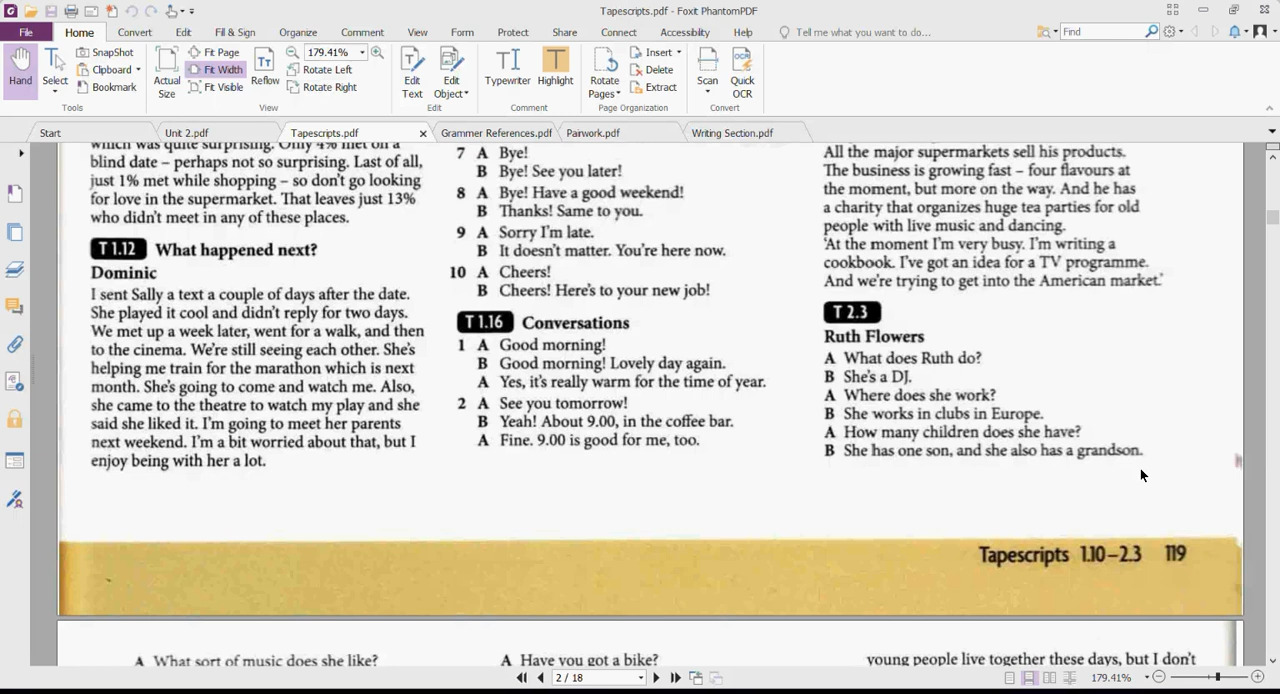 Tapescripts.pdf - Foxit PhantomPDF
File
Home
Convert
Edit
Fill & Sign
Organize
Comment
View
Form
Protect
Share
Connect
Accessibility
Help
Tell me what you want to do...
Find
Hand
Select
SnapShot
Clipboard
Bookmark
Tools
Actual Size
Fit Page
Fit Width
Fit Visible
Reflow
179.41%
Rotate Left
Rotate Right
View
Edit Text
Edit Object
Edit
Typewriter
Highlight
Comment
Rotate Pages
Insert
Delete
Extract
Page Organization
Scan
Quick OCR
Convert
Start
Unit 2.pdf
Tapescripts.pdf
Grammer References.pdf
Pairwork.pdf
Writing Section.pdf
which was quite surprising. Only 4% met on a
blind date – perhaps not so surprising. Last of all,
just 1% met while shopping – so don't go looking
for love in the supermarket. That leaves just 13%
who didn't meet in any of these places.
T 1.12 What happened next?
Dominic
I sent Sally a text a couple of days after the date.
She played it cool and didn't reply for two days.
We met up a week later, went for a walk, and then
to the cinema. We're still seeing each other. She's
helping me train for the marathon which is next
month. She's going to come and watch me. Also,
she came to the theatre to watch my play and she
said she liked it. I'm going to meet her parents
next weekend. I'm a bit worried about that, but I
enjoy being with her a lot.
7 A Bye!
B Bye! See you later!
8 A Bye! Have a good weekend!
B Thanks! Same to you.
9 A Sorry I'm late.
B It doesn't matter. You're here now.
10 A Cheers!
B Cheers! Here's to your new job!
T 1.16 Conversations
1 A Good morning!
B Good morning! Lovely day again.
A Yes, it's really warm for the time of year.
2 A See you tomorrow!
B Yeah! About 9.00, in the coffee bar.
A Fine. 9.00 is good for me, too.
All the major supermarkets sell his products.
The business is growing fast – four flavours at
the moment, but more on the way. And he has
a charity that organizes huge tea parties for old
people with live music and dancing.
'At the moment I'm very busy. I'm writing a
cookbook. I've got an idea for a TV programme.
And we're trying to get into the American market.'
T 2.3
Ruth Flowers
A What does Ruth do?
B She's a DJ.
A Where does she work?
B She works in clubs in Europe.
A How many children does she have?
B She has one son, and she also has a grandson.
Tapescripts 1.10–2.3 119
A What sort of music does she like?
A Have you got a bike?
young people live together these days, but I don't
2 / 18
179.41%